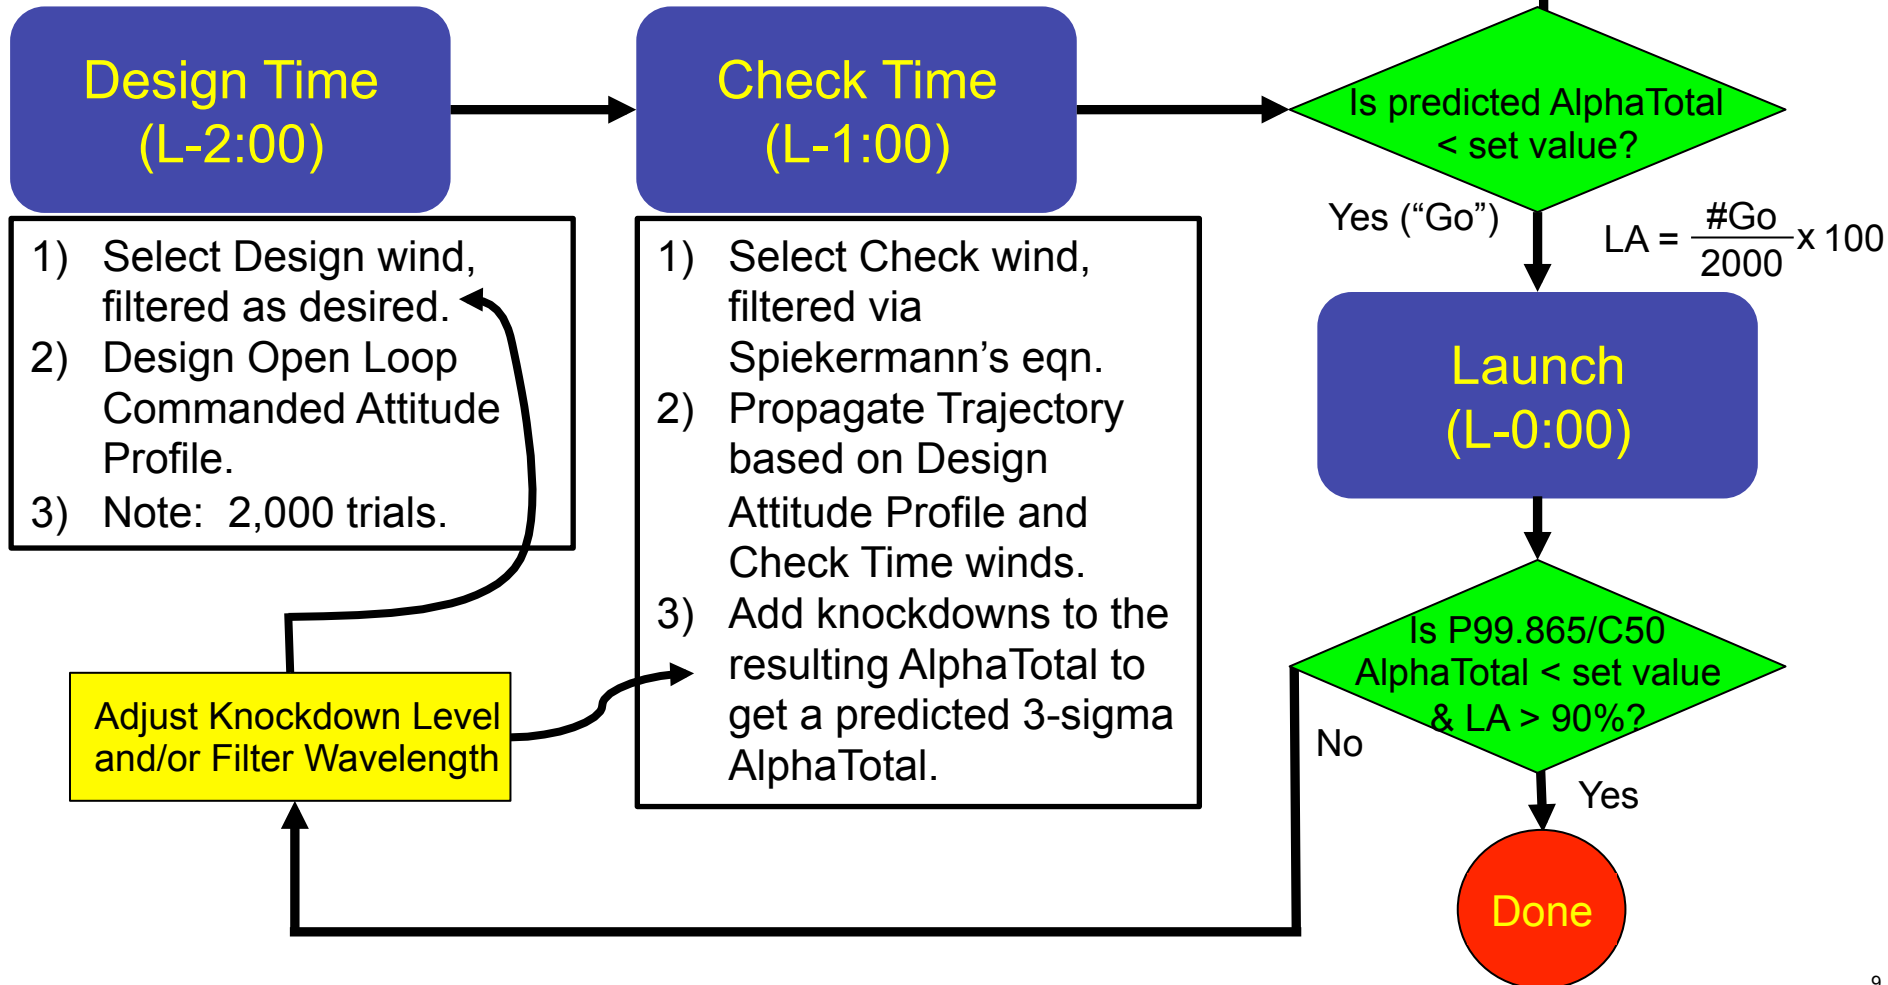 Design Time
(L-2:00)
Check Time
(L-1:00)
Is predicted AlphaTotal
< set value?
Yes (“Go”)
LA = #Go
2000
x 100
1) Select Design wind,
filtered as desired.
2) Design Open Loop
Commanded Attitude
Profile.
3) Note: 2,000 trials.
1) Select Check wind,
filtered via
Spiekermann’s eqn.
2) Propagate Trajectory
based on Design
Attitude Profile and
Check Time winds.
3) Add knockdowns to the
resulting AlphaTotal to
get a predicted 3-sigma
AlphaTotal.
Launch
(L-0:00)
Is P99.865/C50
AlphaTotal < set value
& LA > 90%?
No
Yes
Adjust Knockdown Level
and/or Filter Wavelength
Done
9